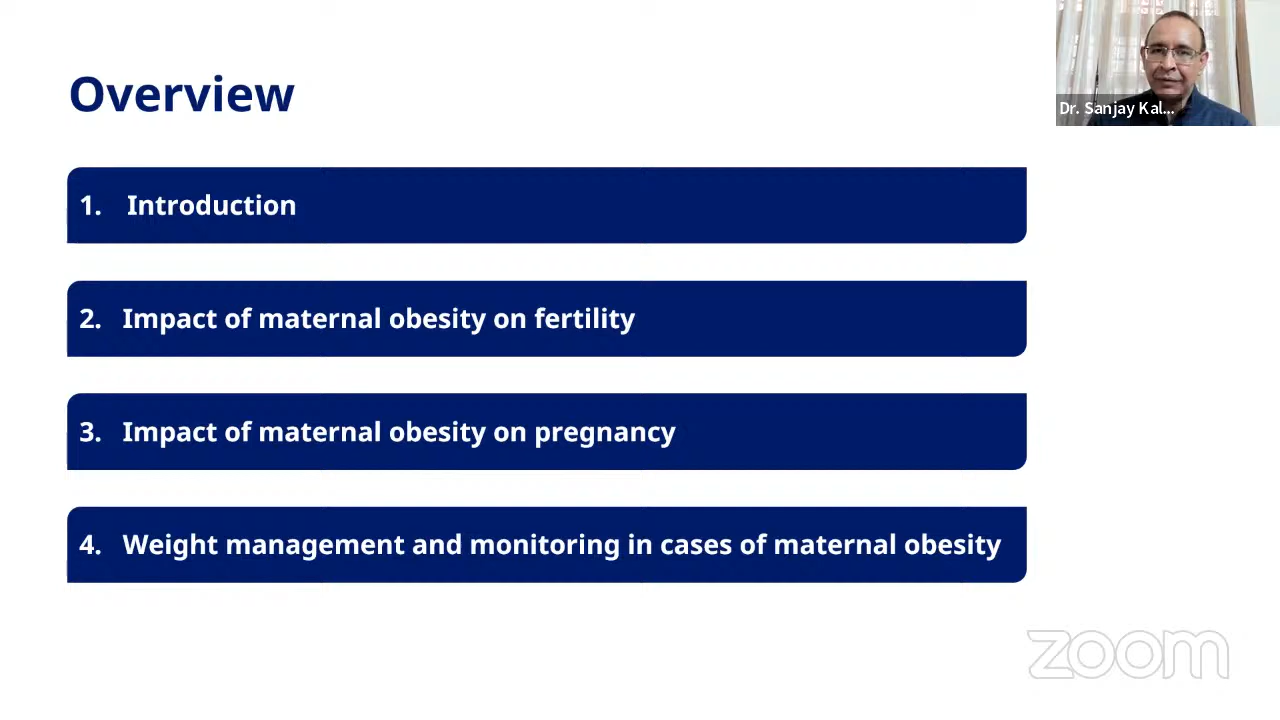 Overview
Dr. Sanjay Kal...
1. Introduction
2. Impact of maternal obesity on fertility
3. Impact of maternal obesity on pregnancy
4. Weight management and monitoring in cases of maternal obesity
zoom